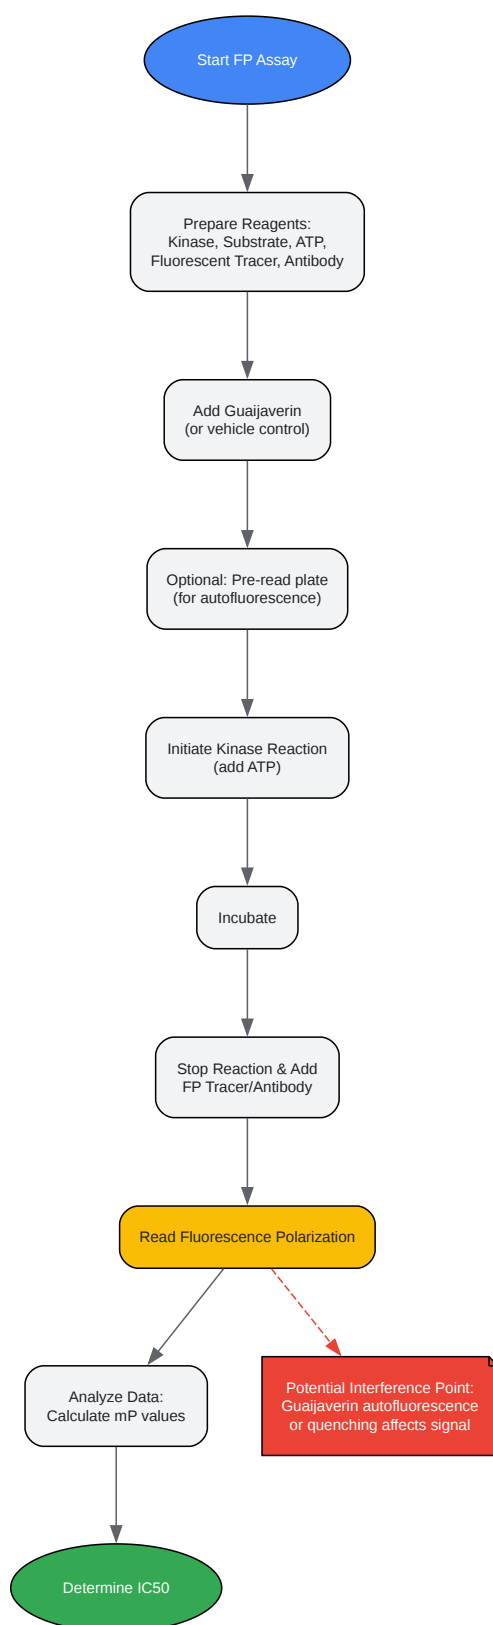 Start FP Assay
Prepare Reagents:
Kinase, Substrate, ATP,
Fluorescent Tracer, Antibody
Add Guaijaverin
(or vehicle control)
Optional: Pre-read plate
(for autofluorescence)
Initiate Kinase Reaction
(add ATP)
Incubate
Stop Reaction & Add
FP Tracer/Antibody
Read Fluorescence Polarization
Analyze Data:
Calculate mP values
Potential Interference Point:
Guaijaverin autofluorescence
or quenching affects signal
Determine IC50